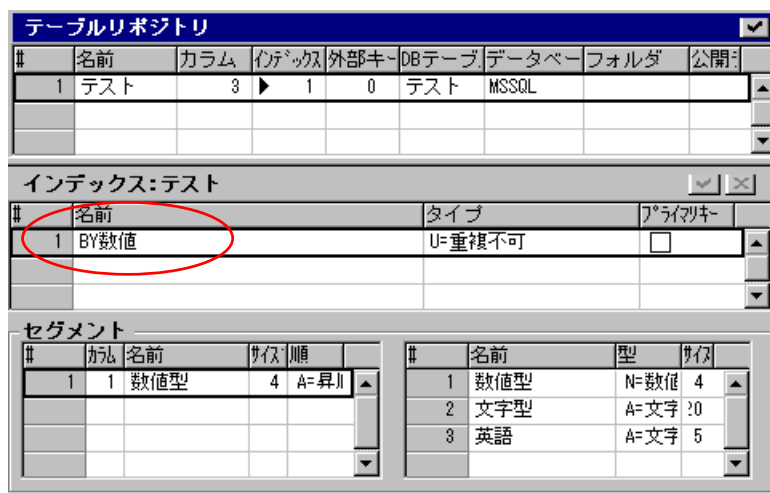 テーブルリポジトリ
# 名前 カラム インデックス 外部キー DBテーブ データベー フォルダ 公開
1 テスト 3 1 0 テスト MSSQL
インデックス:テスト
# 名前 タイプ プライマリキー
1 BY数値 U=重複不可
セグメント
# カラム 名前 サイズ 順
1 1 数値型 4 A=昇
# 名前 型 サイズ
1 数値型 N=数値 4
2 文字型 A=文字 20
3 英語 A=文字 5